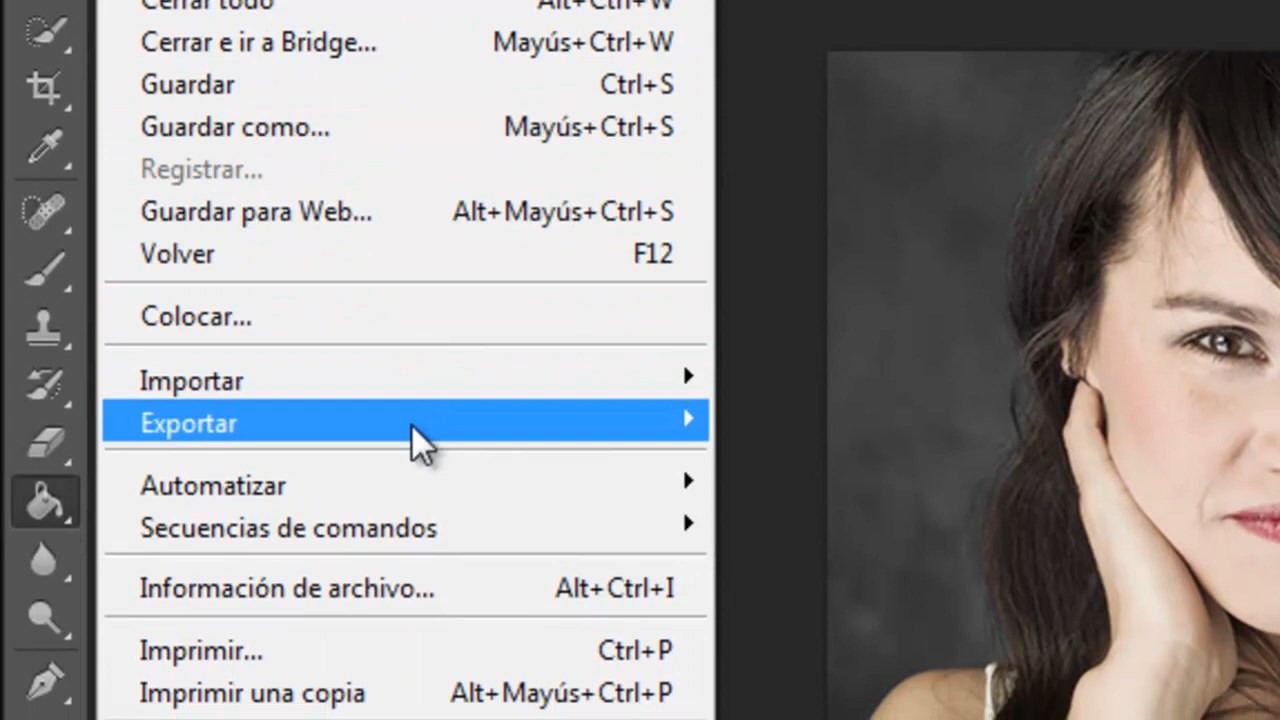 Cerrar todo Alt+Ctrl+W
Cerrar e ir a Bridge... Mayús+Ctrl+W
Guardar Ctrl+S
Guardar como... Mayús+Ctrl+S
Registrar...
Guardar para Web... Alt+Mayús+Ctrl+S
Volver F12
Colocar...
Importar
Exportar
Automatizar
Secuencias de comandos
Información de archivo... Alt+Ctrl+I
Imprimir... Ctrl+P
Imprimir una copia Alt+Mayús+Ctrl+P